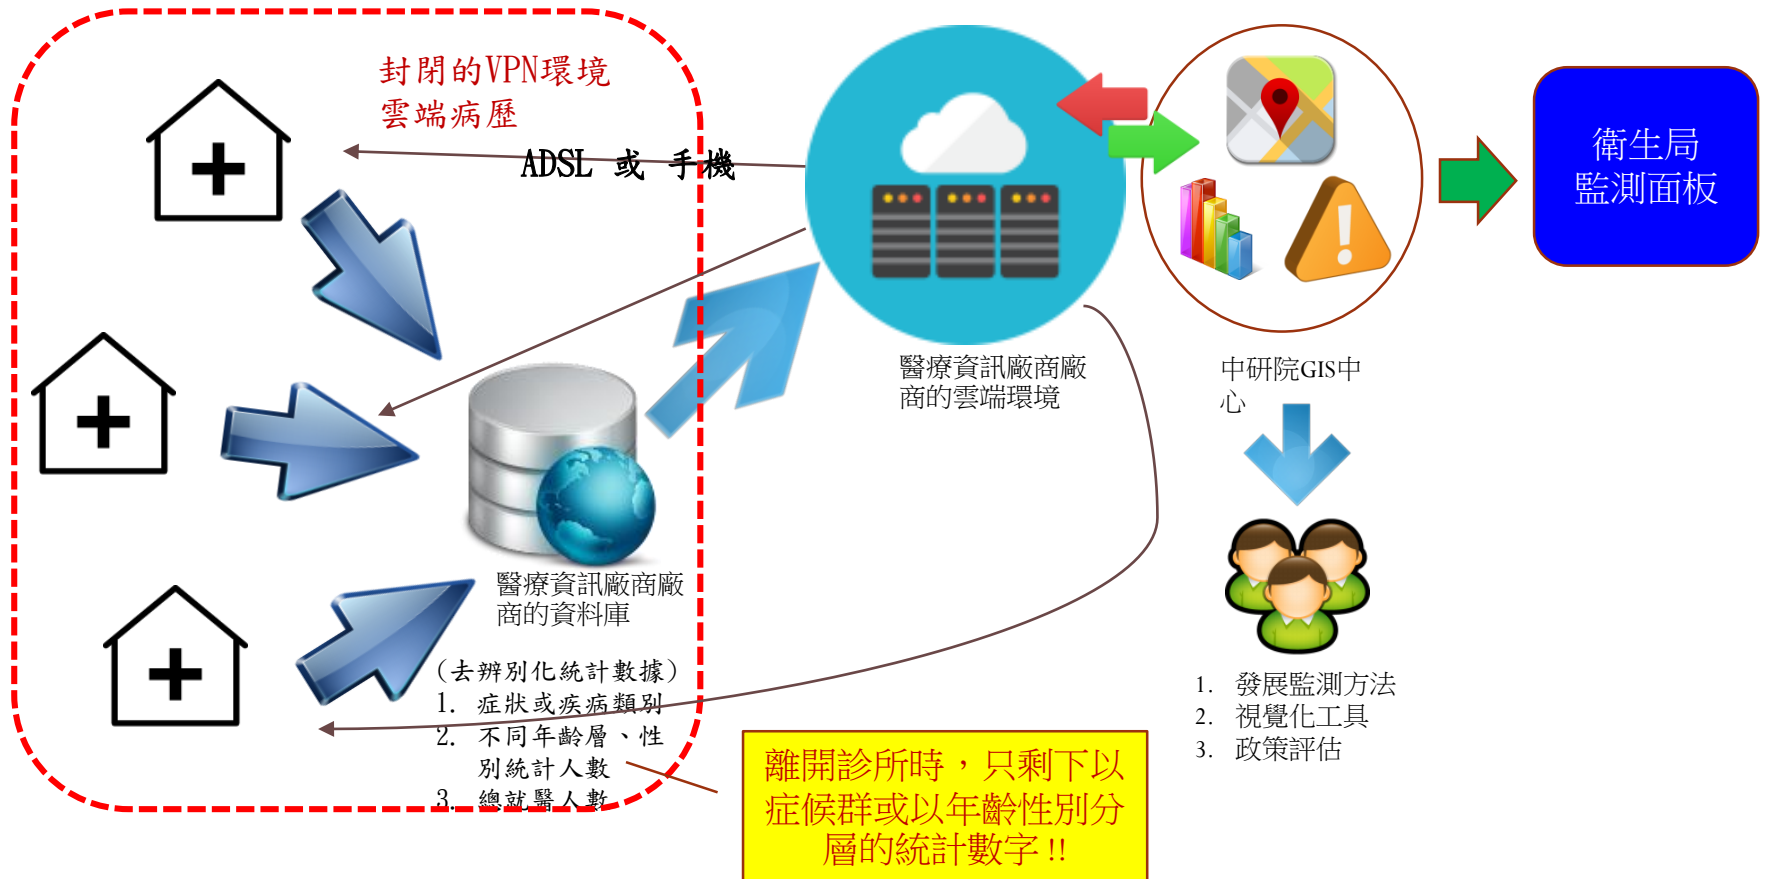 封閉的VPN環境
雲端病歷
ADSL 或 手機
衛生局
監測面板
醫療資訊廠商廠
商的雲端環境
中研院GIS中
心
醫療資訊廠商廠
商的資料庫
(去辨別化統計數據)
1. 症狀或疾病類別
2. 不同年齡層、性
別統計人數
3. 總就醫人數
1. 發展監測方法
2. 視覺化工具
3. 政策評估
離開診所時，只剩下以
症候群或以年齡性別分
層的統計數字!!